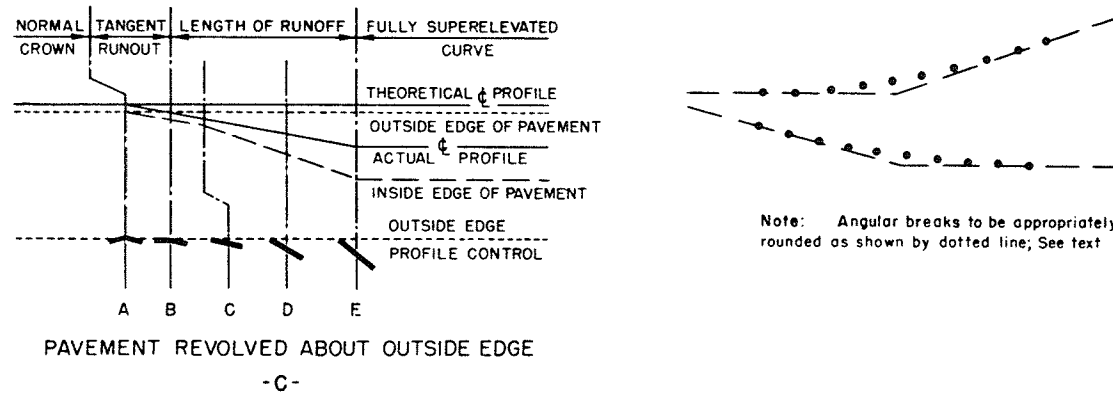 NORMAL TANGENT LENGTH OF RUNOFF FULLY SUPERELEVATED
CROWN RUNOUT CURVE
THEORETICAL ℄ PROFILE
OUTSIDE EDGE OF PAVEMENT
℄
ACTUAL PROFILE
INSIDE EDGE OF PAVEMENT
OUTSIDE EDGE
PROFILE CONTROL
A B C D E
PAVEMENT REVOLVED ABOUT OUTSIDE EDGE
-C-
Note: Angular breaks to be appropriately
rounded as shown by dotted line; See text